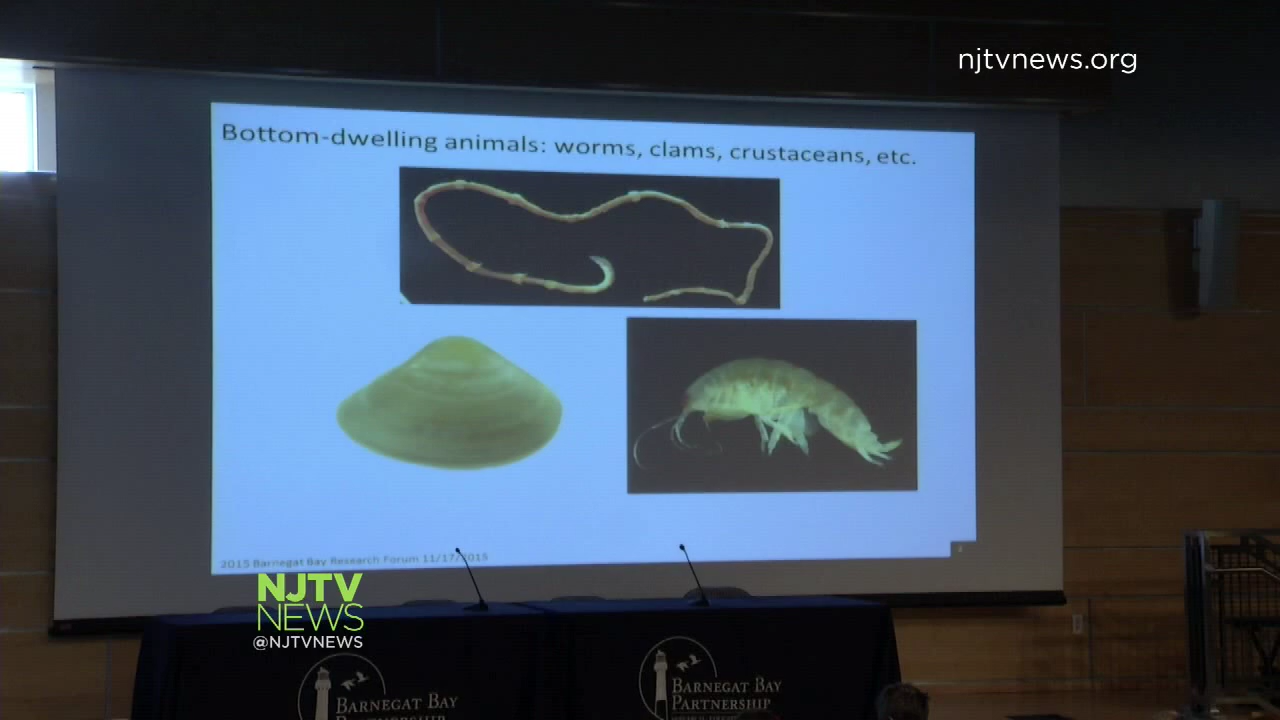 njtvnews.org
Bottom-dwelling animals: worms, clams, crustaceans, etc.
2015 Barnegat Bay Research Forum 11/17/2015
NJTV
NEWS
@NJTVNEWS
BARNEGAT BAY
PARTNERSHIP
BARNEGAT BAY
PARTNERSHIP